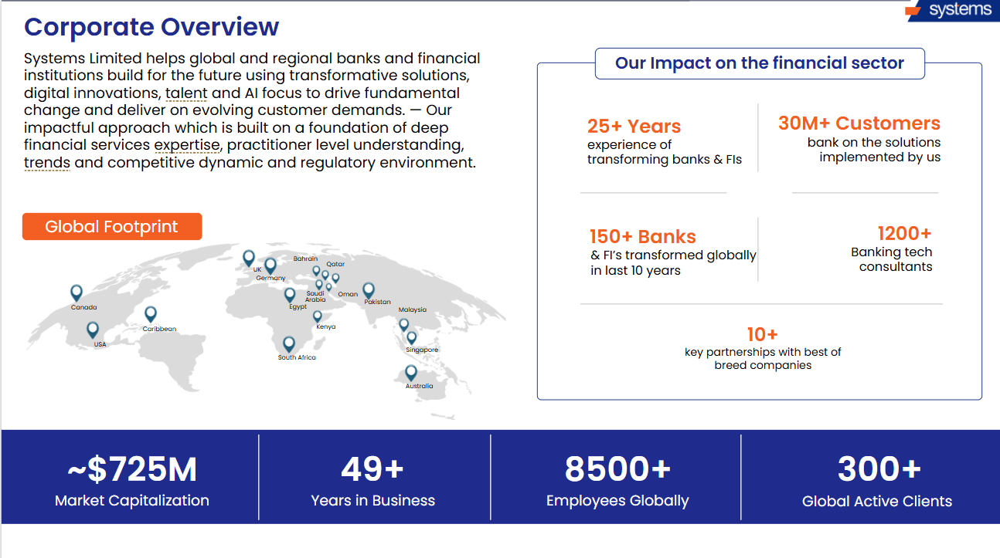 systems
Corporate Overview
Systems Limited helps global and regional banks and financial
institutions build for the future using transformative solutions,
digital innovations, talent and AI focus to drive fundamental
change and deliver on evolving customer demands. — Our
impactful approach which is built on a foundation of deep
financial services expertise, practitioner level understanding,
trends and competitive dynamic and regulatory environment.
Global Footprint
Canada
USA
Caribbean
UK
Germany
Bahrain
Qatar
Saudi
Arabia
Oman
Egypt
Kenya
South Africa
Pakistan
Malaysia
Singapore
Australia
Our Impact on the financial sector
25+ Years
experience of
transforming banks & FIs
30M+ Customers
bank on the solutions
implemented by us
150+ Banks
& FI's transformed globally
in last 10 years
1200+
Banking tech
consultants
10+
key partnerships with best of
breed companies
~$725M
Market Capitalization
49+
Years in Business
8500+
Employees Globally
300+
Global Active Clients